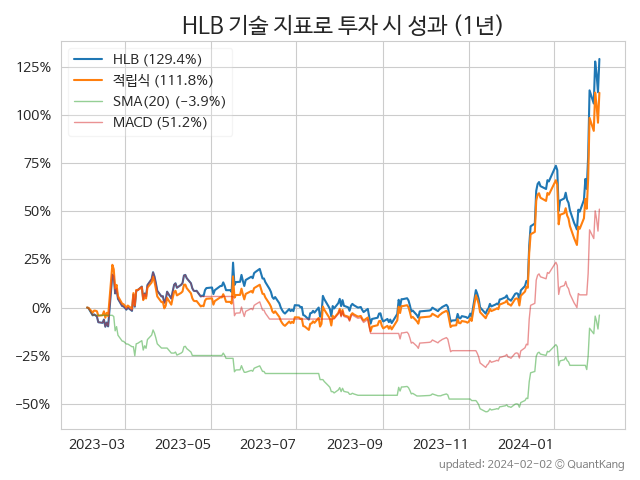 HLB 기술 지표로 투자 시 성과 (1년)
HLB (129.4%)
적립식 (111.8%)
SMA(20) (−3.9%)
MACD (51.2%)
125%
100%
75%
50%
25%
0%
−25%
−50%
2023-03 2023-05 2023-07 2023-09 2023-11 2024-01
updated: 2024-02-02 © QuantKang